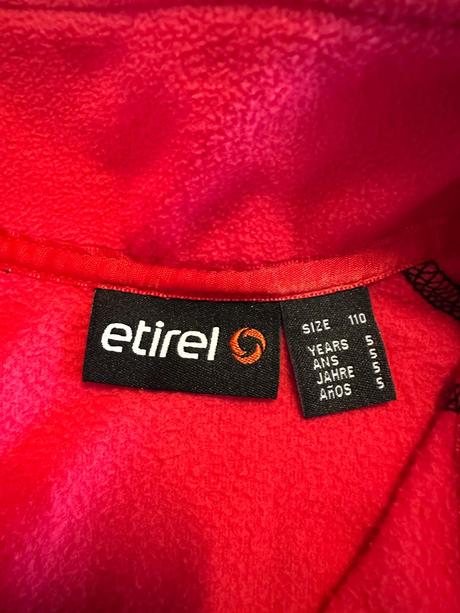 etirel
SIZE 110
YEARS 5
ANS 5
JAHRE 5
AñOS 5